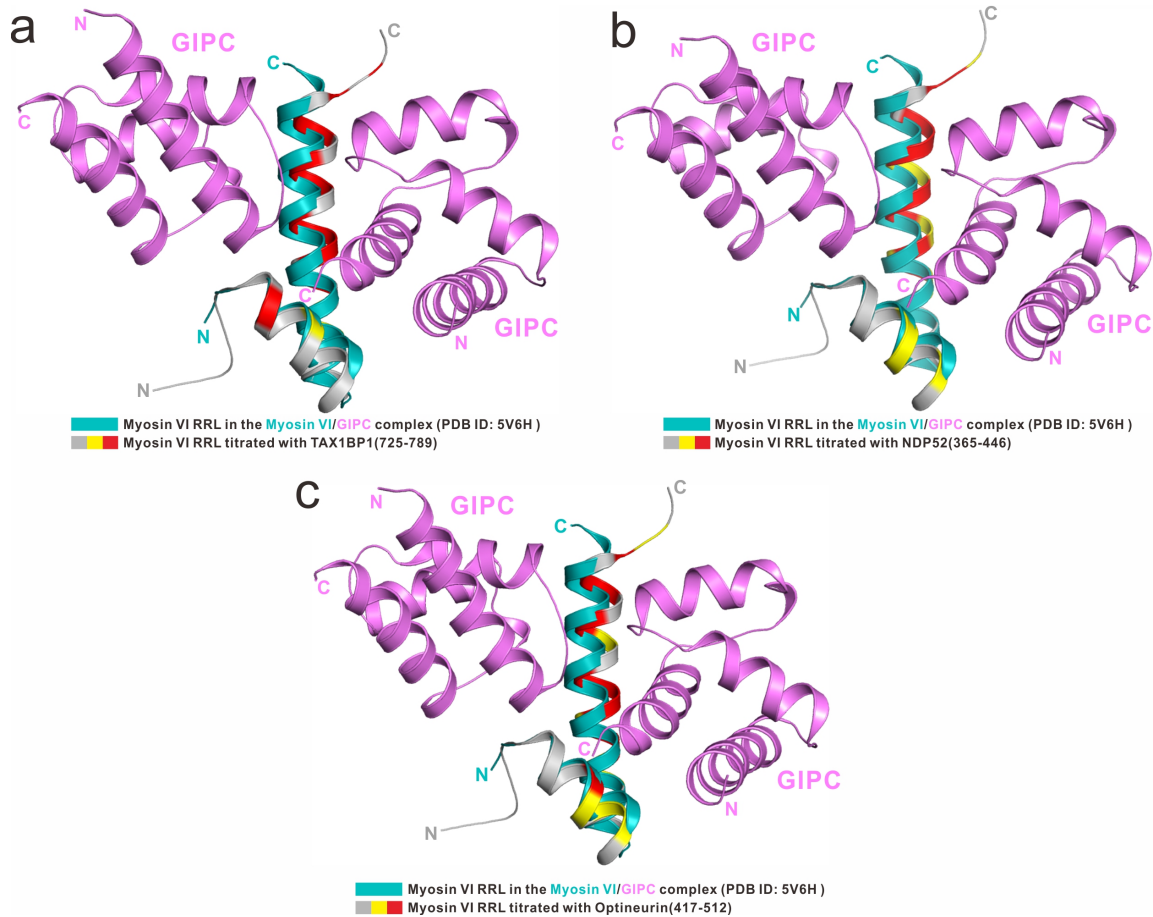 a
N
GIPC
C
C
C
C
N
N
N
GIPC
Myosin VI RRL in the Myosin VI/GIPC complex (PDB ID: 5V6H )
Myosin VI RRL titrated with TAX1BP1(725-789)
b
N
GIPC
C
C
C
C
N
N
N
GIPC
Myosin VI RRL in the Myosin VI/GIPC complex (PDB ID: 5V6H )
Myosin VI RRL titrated with NDP52(365-446)
c
N
GIPC
C
C
C
C
N
N
N
GIPC
Myosin VI RRL in the Myosin VI/GIPC complex (PDB ID: 5V6H )
Myosin VI RRL titrated with Optineurin(417-512)